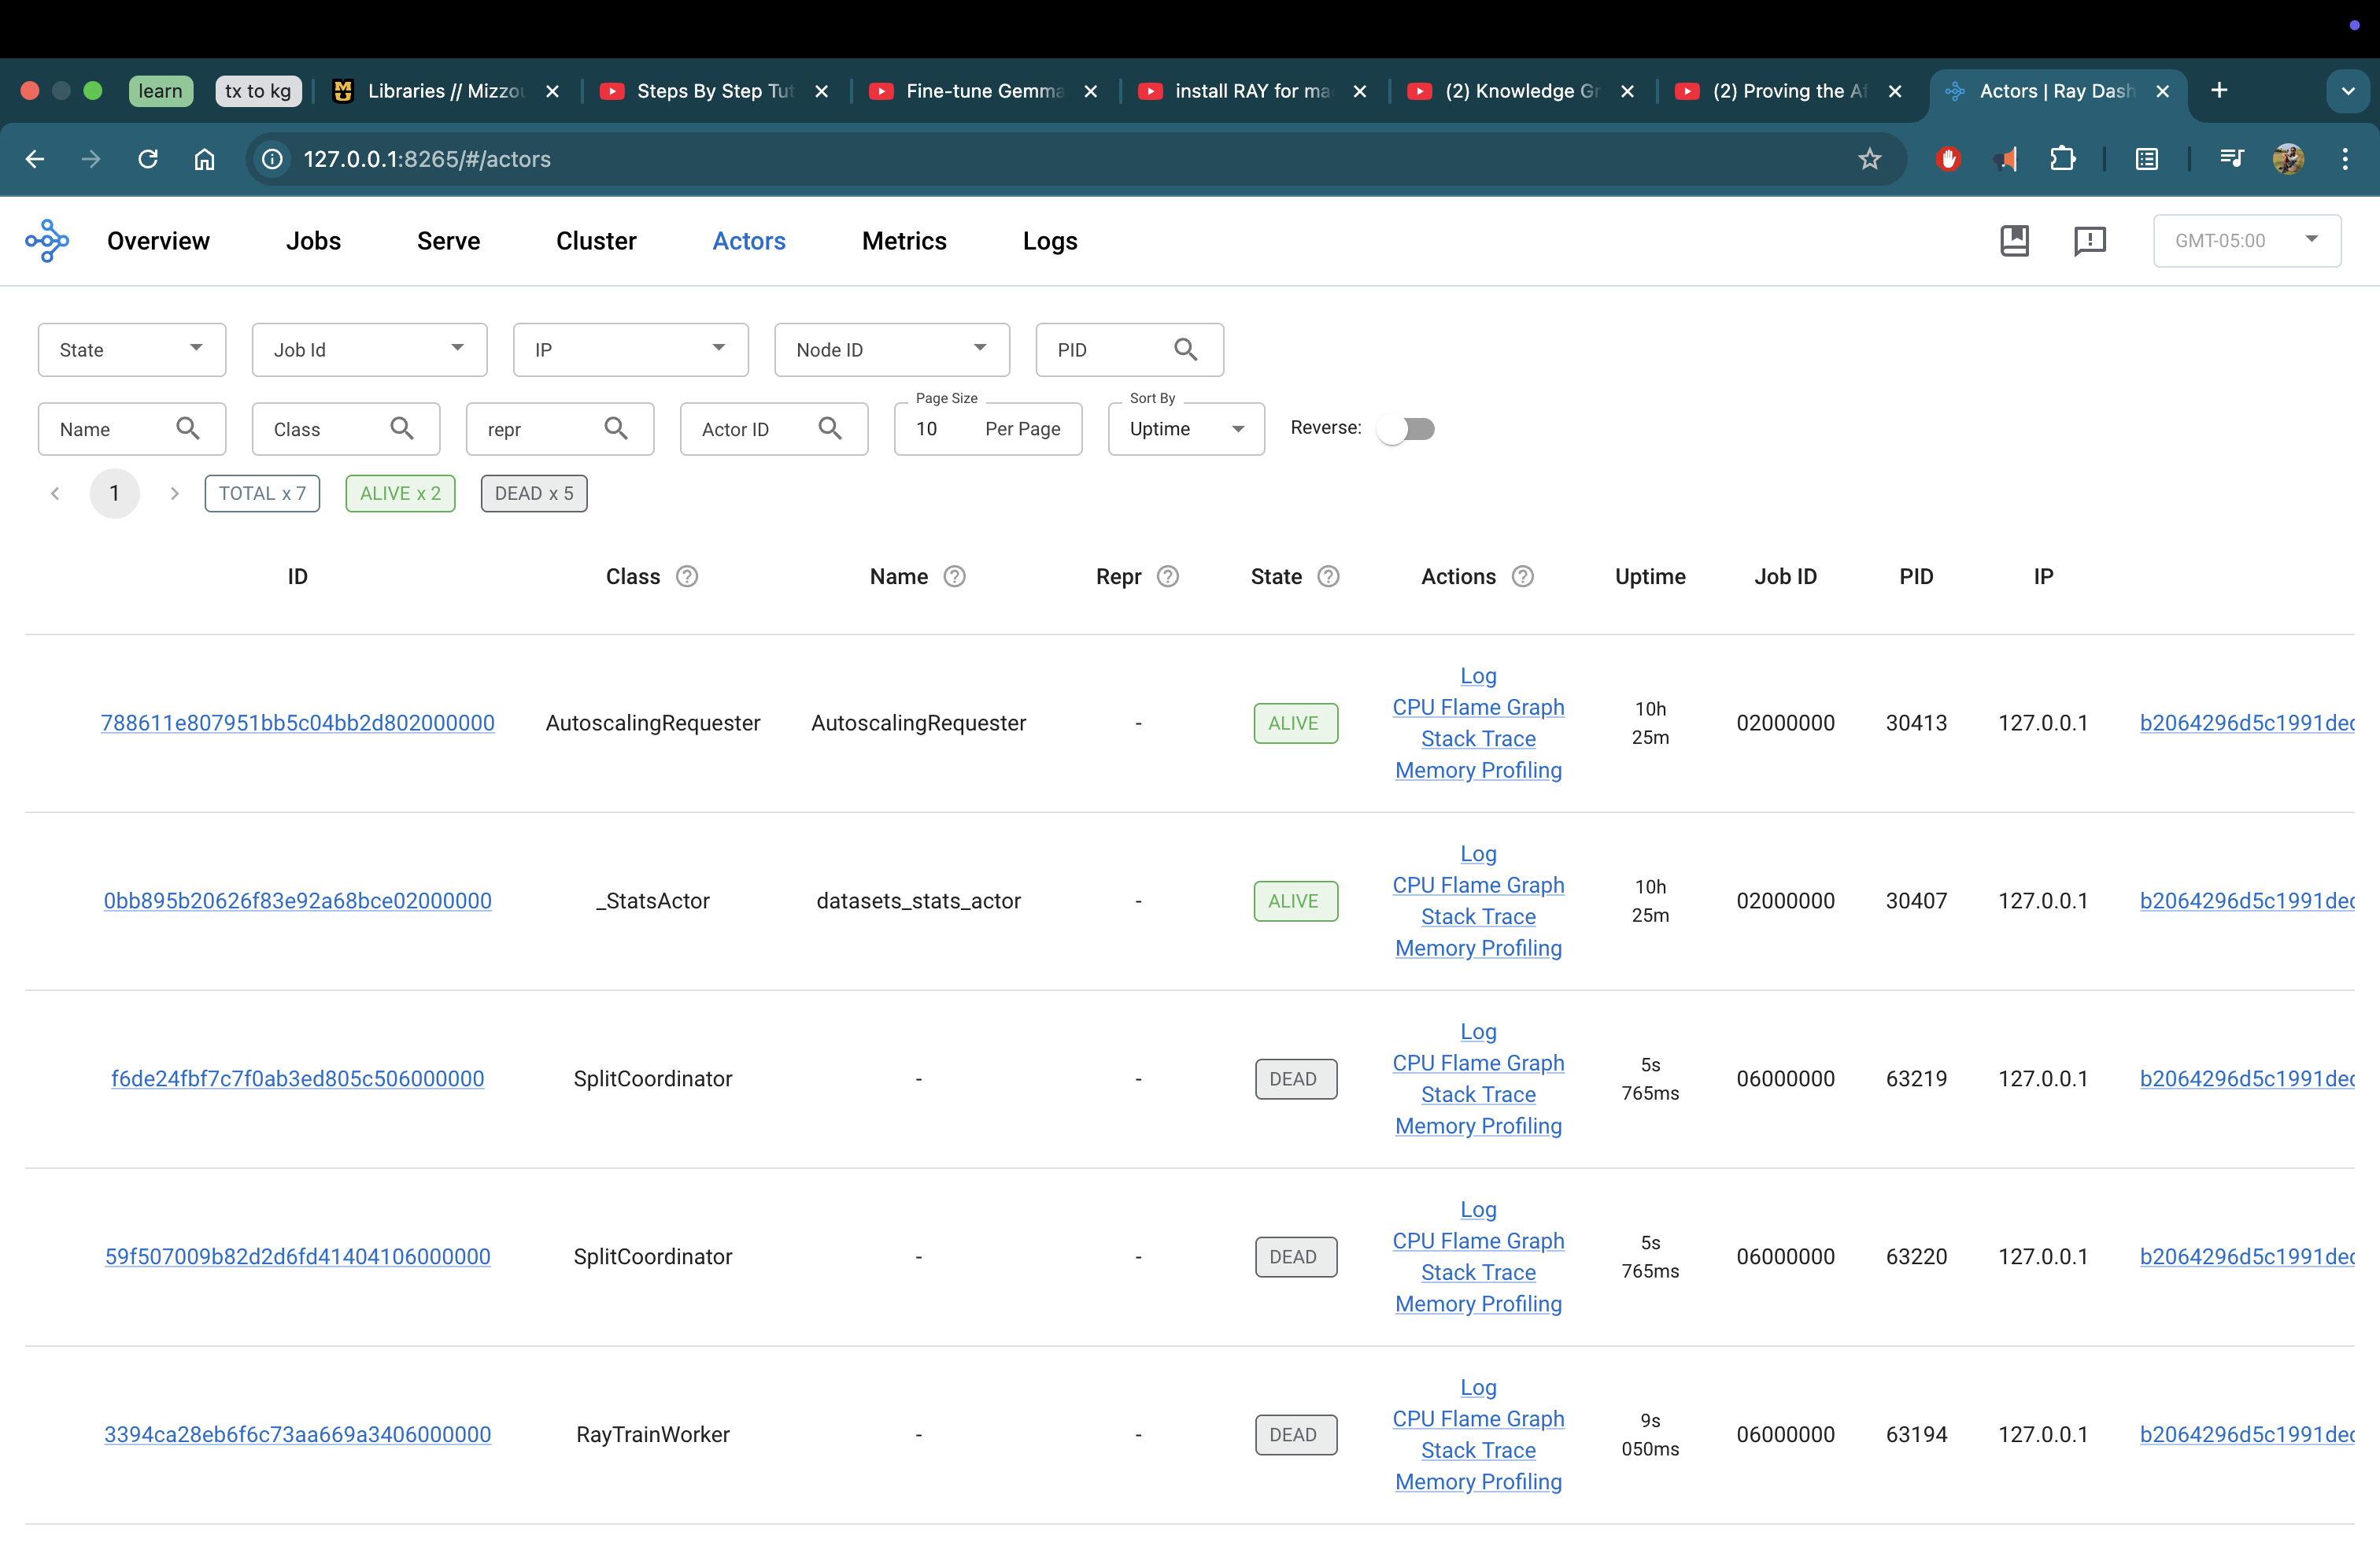 learn
tx to kg
Libraries // Mizzou
Steps By Step Tut
Fine-tune Gemma
install RAY for ma
(2) Knowledge Gr
(2) Proving the Af
Actors | Ray Dash
127.0.0.1:8265/#/actors
Overview
Jobs
Serve
Cluster
Actors
Metrics
Logs
GMT-05:00
State
Job Id
IP
Node ID
PID
Name
Class
repr
Actor ID
Page Size
10 Per Page
Sort By
Uptime
Reverse:
1
TOTAL x 7
ALIVE x 2
DEAD x 5
ID
Class
Name
Repr
State
Actions
Uptime
Job ID
PID
IP
788611e807951bb5c04bb2d802000000
AutoscalingRequester
AutoscalingRequester
-
ALIVE
Log
CPU Flame Graph
Stack Trace
Memory Profiling
10h
25m
02000000
30413
127.0.0.1
b2064296d5c1991dec
0bb895b20626f83e92a68bce02000000
_StatsActor
datasets_stats_actor
-
ALIVE
Log
CPU Flame Graph
Stack Trace
Memory Profiling
10h
25m
02000000
30407
127.0.0.1
b2064296d5c1991dec
f6de24fbf7c7f0ab3ed805c506000000
SplitCoordinator
-
-
DEAD
Log
CPU Flame Graph
Stack Trace
Memory Profiling
5s
765ms
06000000
63219
127.0.0.1
b2064296d5c1991dec
59f507009b82d2d6fd41404106000000
SplitCoordinator
-
-
DEAD
Log
CPU Flame Graph
Stack Trace
Memory Profiling
5s
765ms
06000000
63220
127.0.0.1
b2064296d5c1991dec
3394ca28eb6f6c73aa669a3406000000
RayTrainWorker
-
-
DEAD
Log
CPU Flame Graph
Stack Trace
Memory Profiling
9s
050ms
06000000
63194
127.0.0.1
b2064296d5c1991dec